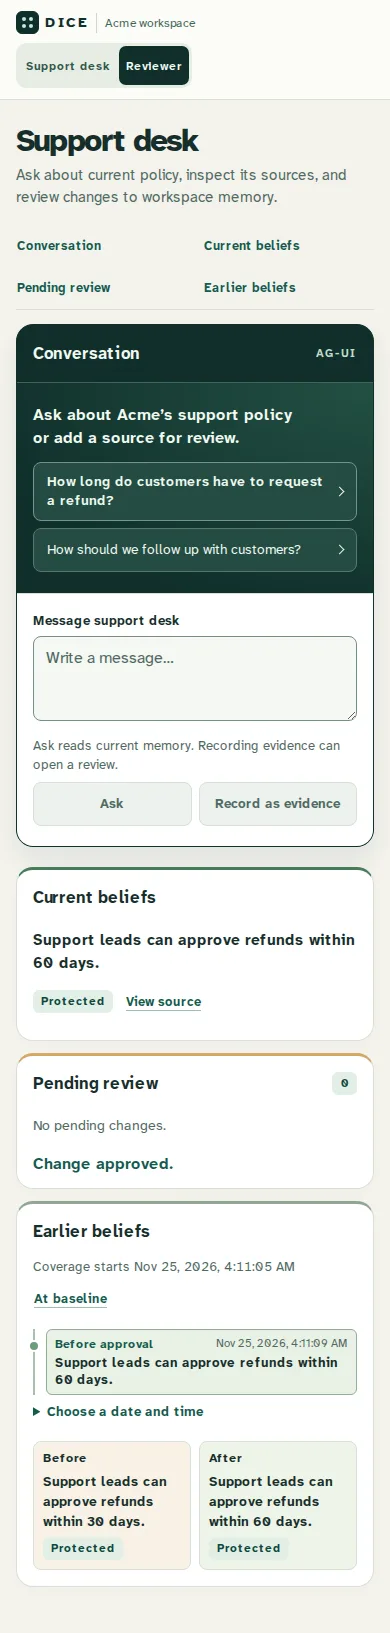 DICE
Acme workspace
Support desk
Reviewer
Support desk
Ask about current policy, inspect its sources, and
review changes to workspace memory.
Conversation
Current beliefs
Pending review
Earlier beliefs
Conversation
AG-UI
Ask about Acme's support policy
or add a source for review.
How long do customers have to request
a refund?
How should we follow up with customers?
Message support desk
Write a message...
Ask reads current memory. Recording evidence can
open a review.
Ask
Record as evidence
Current beliefs
Support leads can approve refunds within
60 days.
Protected
View source
Pending review
0
No pending changes.
Change approved.
Earlier beliefs
Coverage starts Nov 25, 2026, 4:11:05 AM
At baseline
Before approval
Nov 25, 2026, 4:11:09 AM
Support leads can approve refunds within
60 days.
Choose a date and time
Before
Support leads can
approve refunds
within 30 days.
Protected
After
Support leads can
approve refunds
within 60 days.
Protected